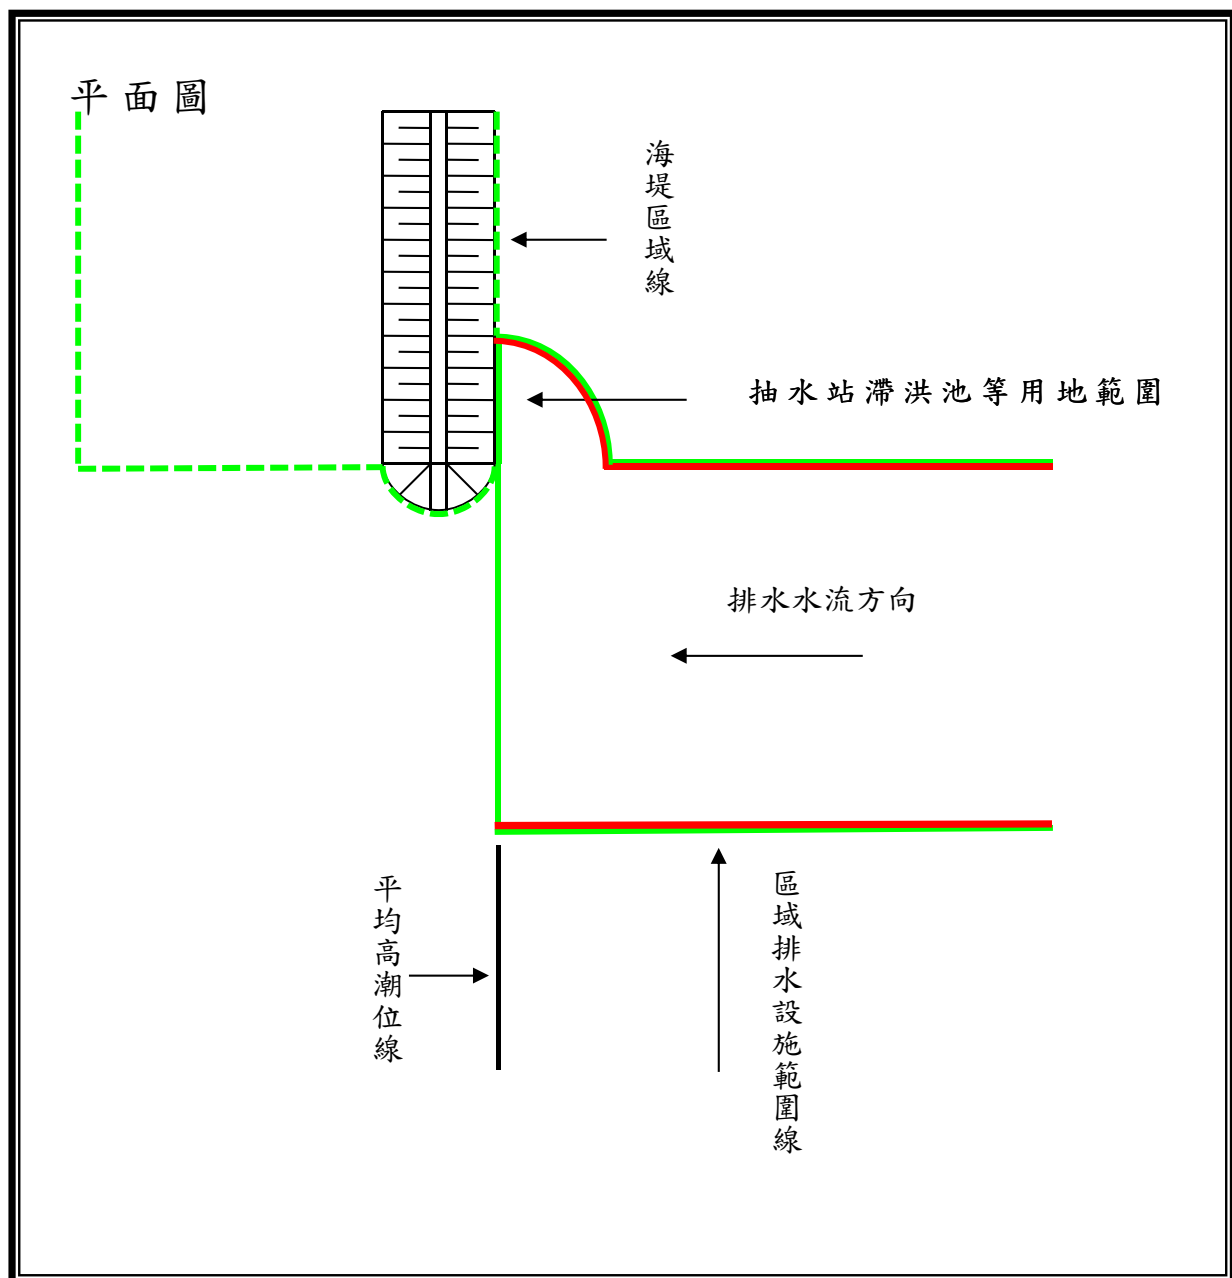 平面圖
海堤區域線
抽水站滯洪池等用地範圍
排水水流方向
平均高潮位線
區域排水設施範圍線